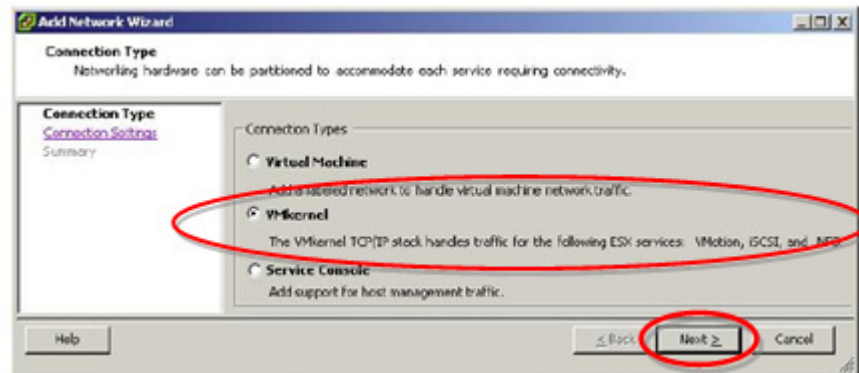 Add Network Wizard
Connection Type
Networking hardware can be partitioned to accommodate each service requiring connectivity.
Connection Type
Connection Settings
Summary
Connection Types
Virtual Machine
Add a labeled network to handle virtual machine network traffic.
VMkernel
The VMkernel TCP/IP stack handles traffic for the following ESX services: VMotion, iSCSI, and NFS.
Service Console
Add support for host management traffic.
Help
< Back
Next >
Cancel